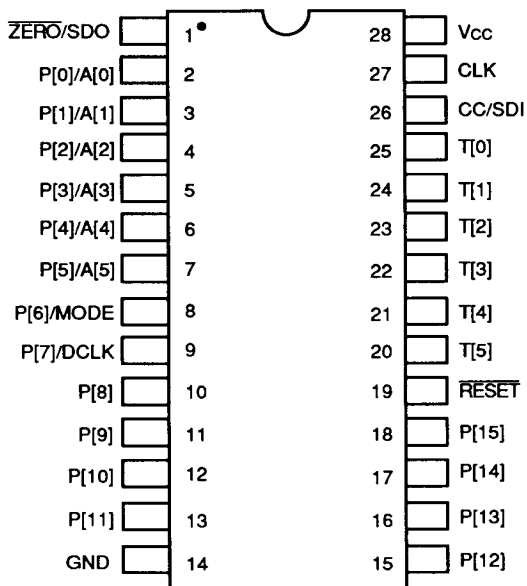 Z̅E̅R̅O̅/SDO 1 28 Vcc
P[0]/A[0] 2 27 CLK
P[1]/A[1] 3 26 CC/SDI
P[2]/A[2] 4 25 T[0]
P[3]/A[3] 5 24 T[1]
P[4]/A[4] 6 23 T[2]
P[5]/A[5] 7 22 T[3]
P[6]/MODE 8 21 T[4]
P[7]/DCLK 9 20 T[5]
P[8] 10 19 R̅E̅S̅E̅T̅
P[9] 11 18 P[15]
P[10] 12 17 P[14]
P[11] 13 16 P[13]
GND 14 15 P[12]